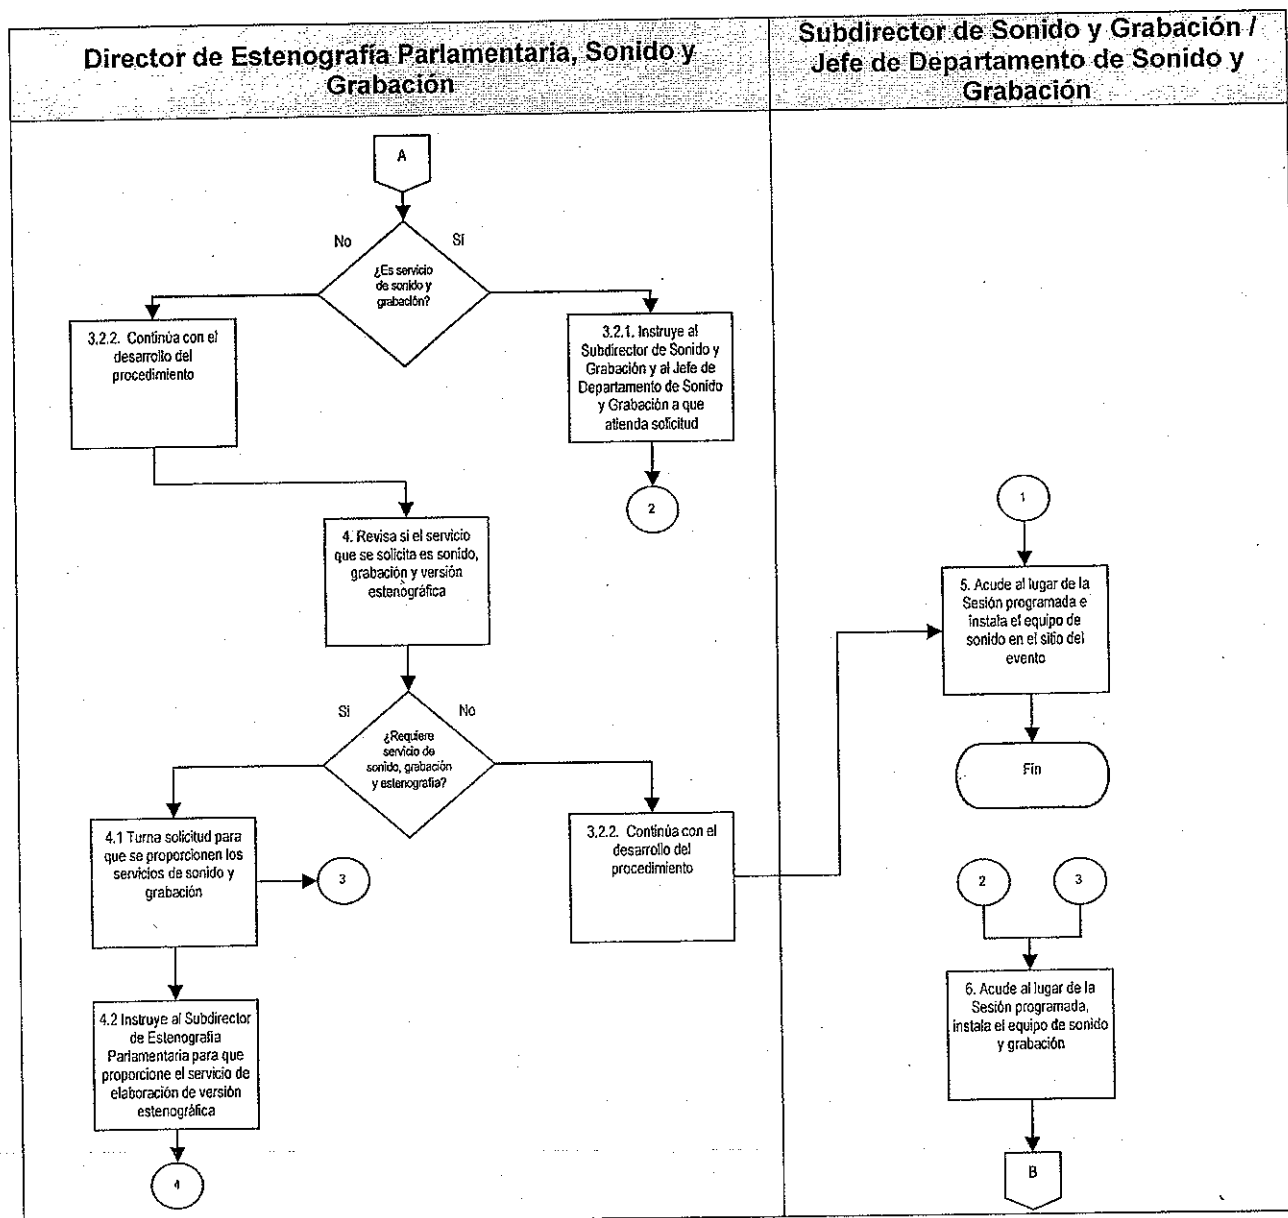 Director de Estenografía Parlamentaria, Sonido y
Grabación
Subdirector de Sonido y Grabación /
Jefe de Departamento de Sonido y
Grabación
A
No
Sí
¿Es servicio
de sonido y
grabación?
3.2.2. Continúa con el
desarrollo del
procedimiento
3.2.1. Instruye al
Subdirector de Sonido y
Grabación y al Jefe de
Departamento de Sonido
y Grabación a que
atienda solicitud
2
4. Revisa si el servicio
que se solicita es sonido,
grabación y versión
estenográfica
Si
No
¿Requiere
servicio de
sonido, grabación
y estenografía?
4.1 Turna solicitud para
que se proporcionen los
servicios de sonido y
grabación
3
3.2.2. Continúa con el
desarrollo del
procedimiento
4.2 Instruye al Subdirector
de Estenografía
Parlamentaria para que
proporcione el servicio de
elaboración de versión
estenográfica
4
1
5. Acude al lugar de la
Sesión programada e
instala el equipo de
sonido en el sitio del
evento
Fin
2
3
6. Acude al lugar de la
Sesión programada,
instala el equipo de sonido
y grabación
B